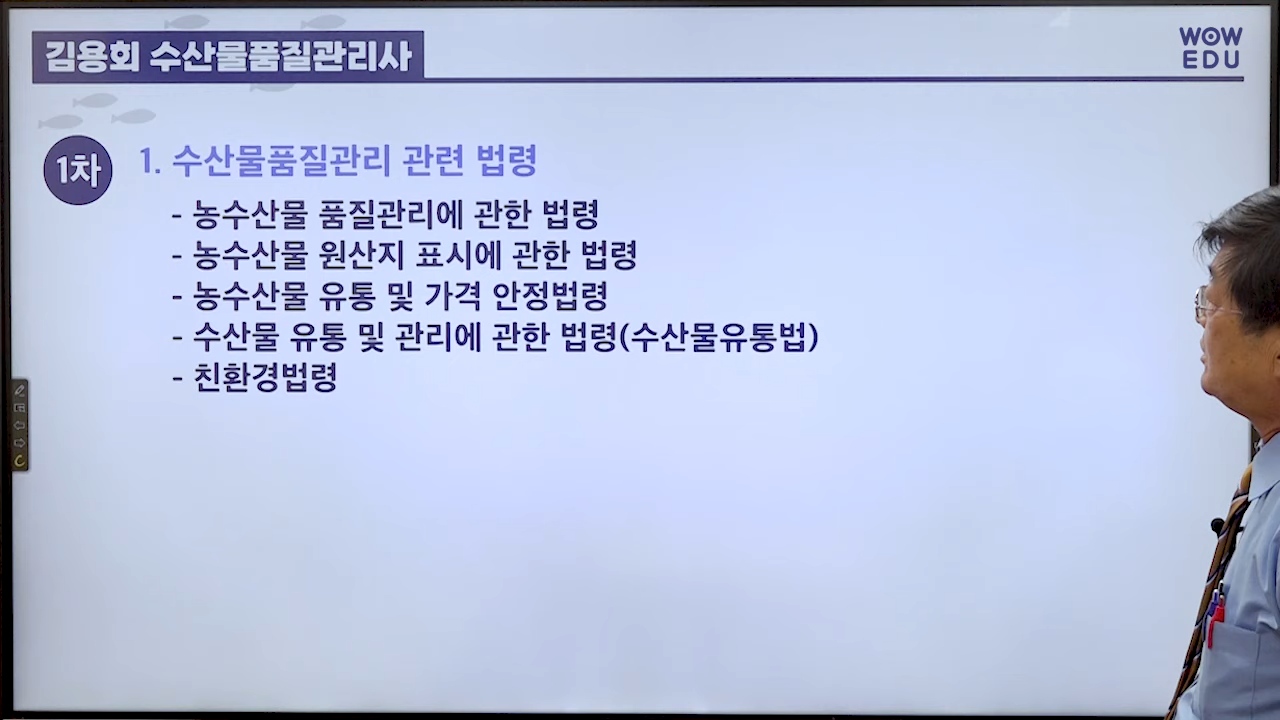 김용회 수산물품질관리사
WOW
EDU
1차
1. 수산물품질관리 관련 법령
- 농수산물 품질관리에 관한 법령
- 농수산물 원산지 표시에 관한 법령
- 농수산물 유통 및 가격 안정법령
- 수산물 유통 및 관리에 관한 법령(수산물유통법)
- 친환경법령